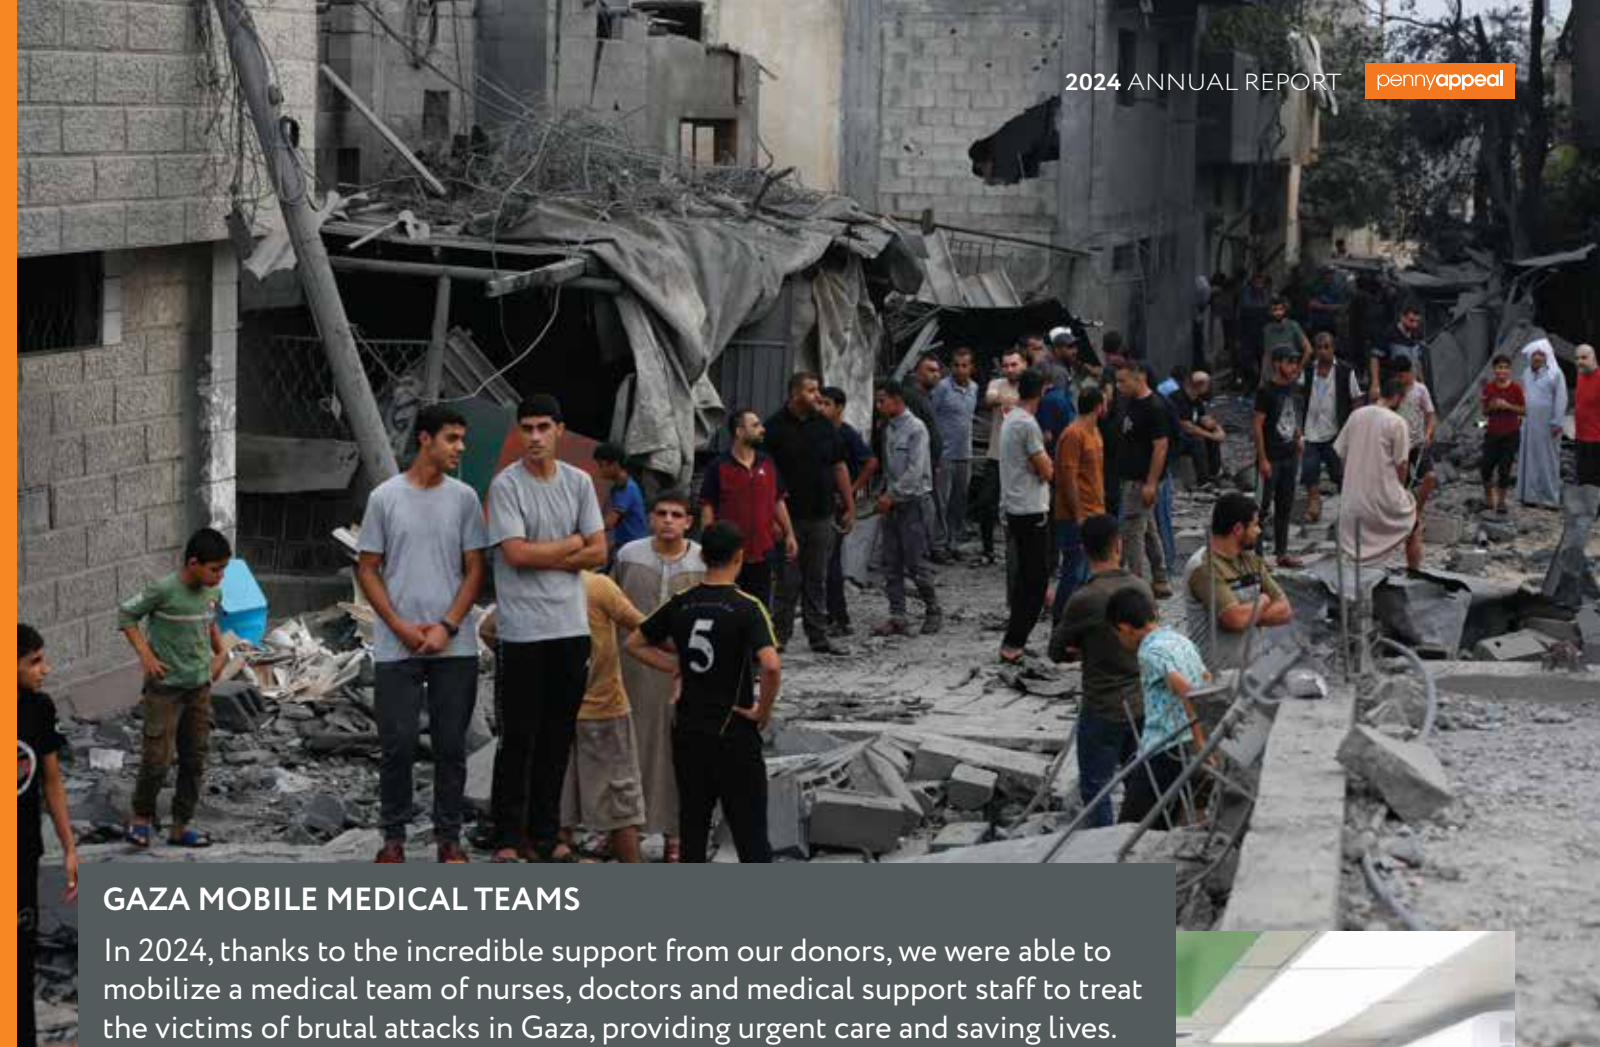 2024 ANNUAL REPORT
pennyappeal
5
GAZA MOBILE MEDICAL TEAMS
In 2024, thanks to the incredible support from our donors, we were able to
mobilize a medical team of nurses, doctors and medical support staff to treat
the victims of brutal attacks in Gaza, providing urgent care and saving lives.